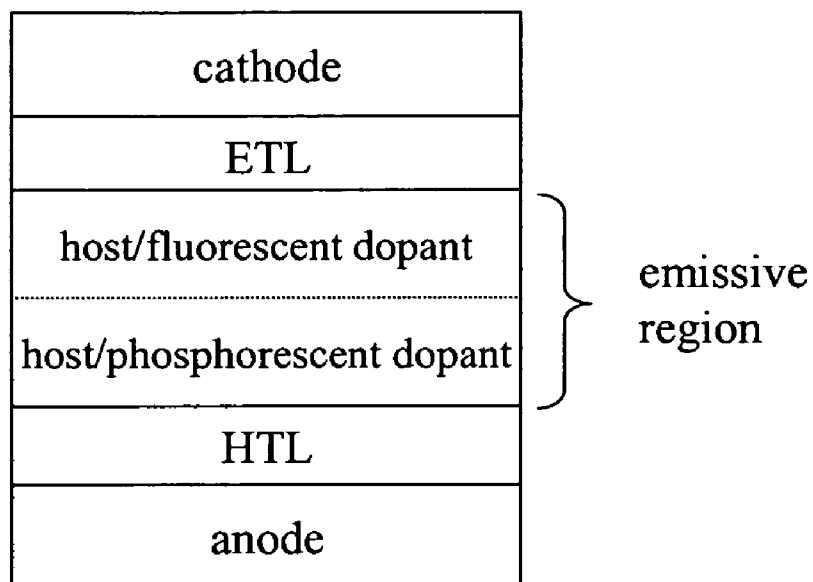 cathode
ETL
host/fluorescent dopant
host/phosphorescent dopant
HTL
anode
emissive
region